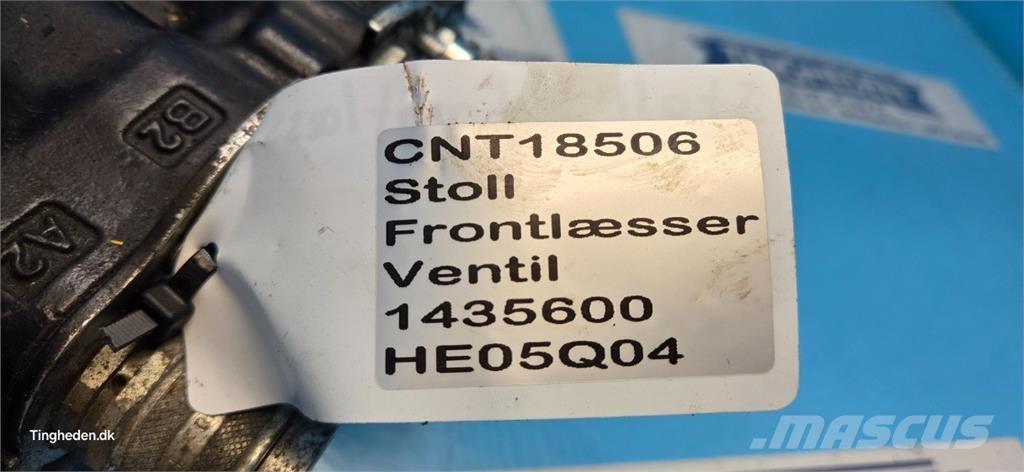 B2
A2
CNT18506
Stoll
Frontlæsser
Ventil
1435600
HE05Q04
Tingheden.dk
MASCUS